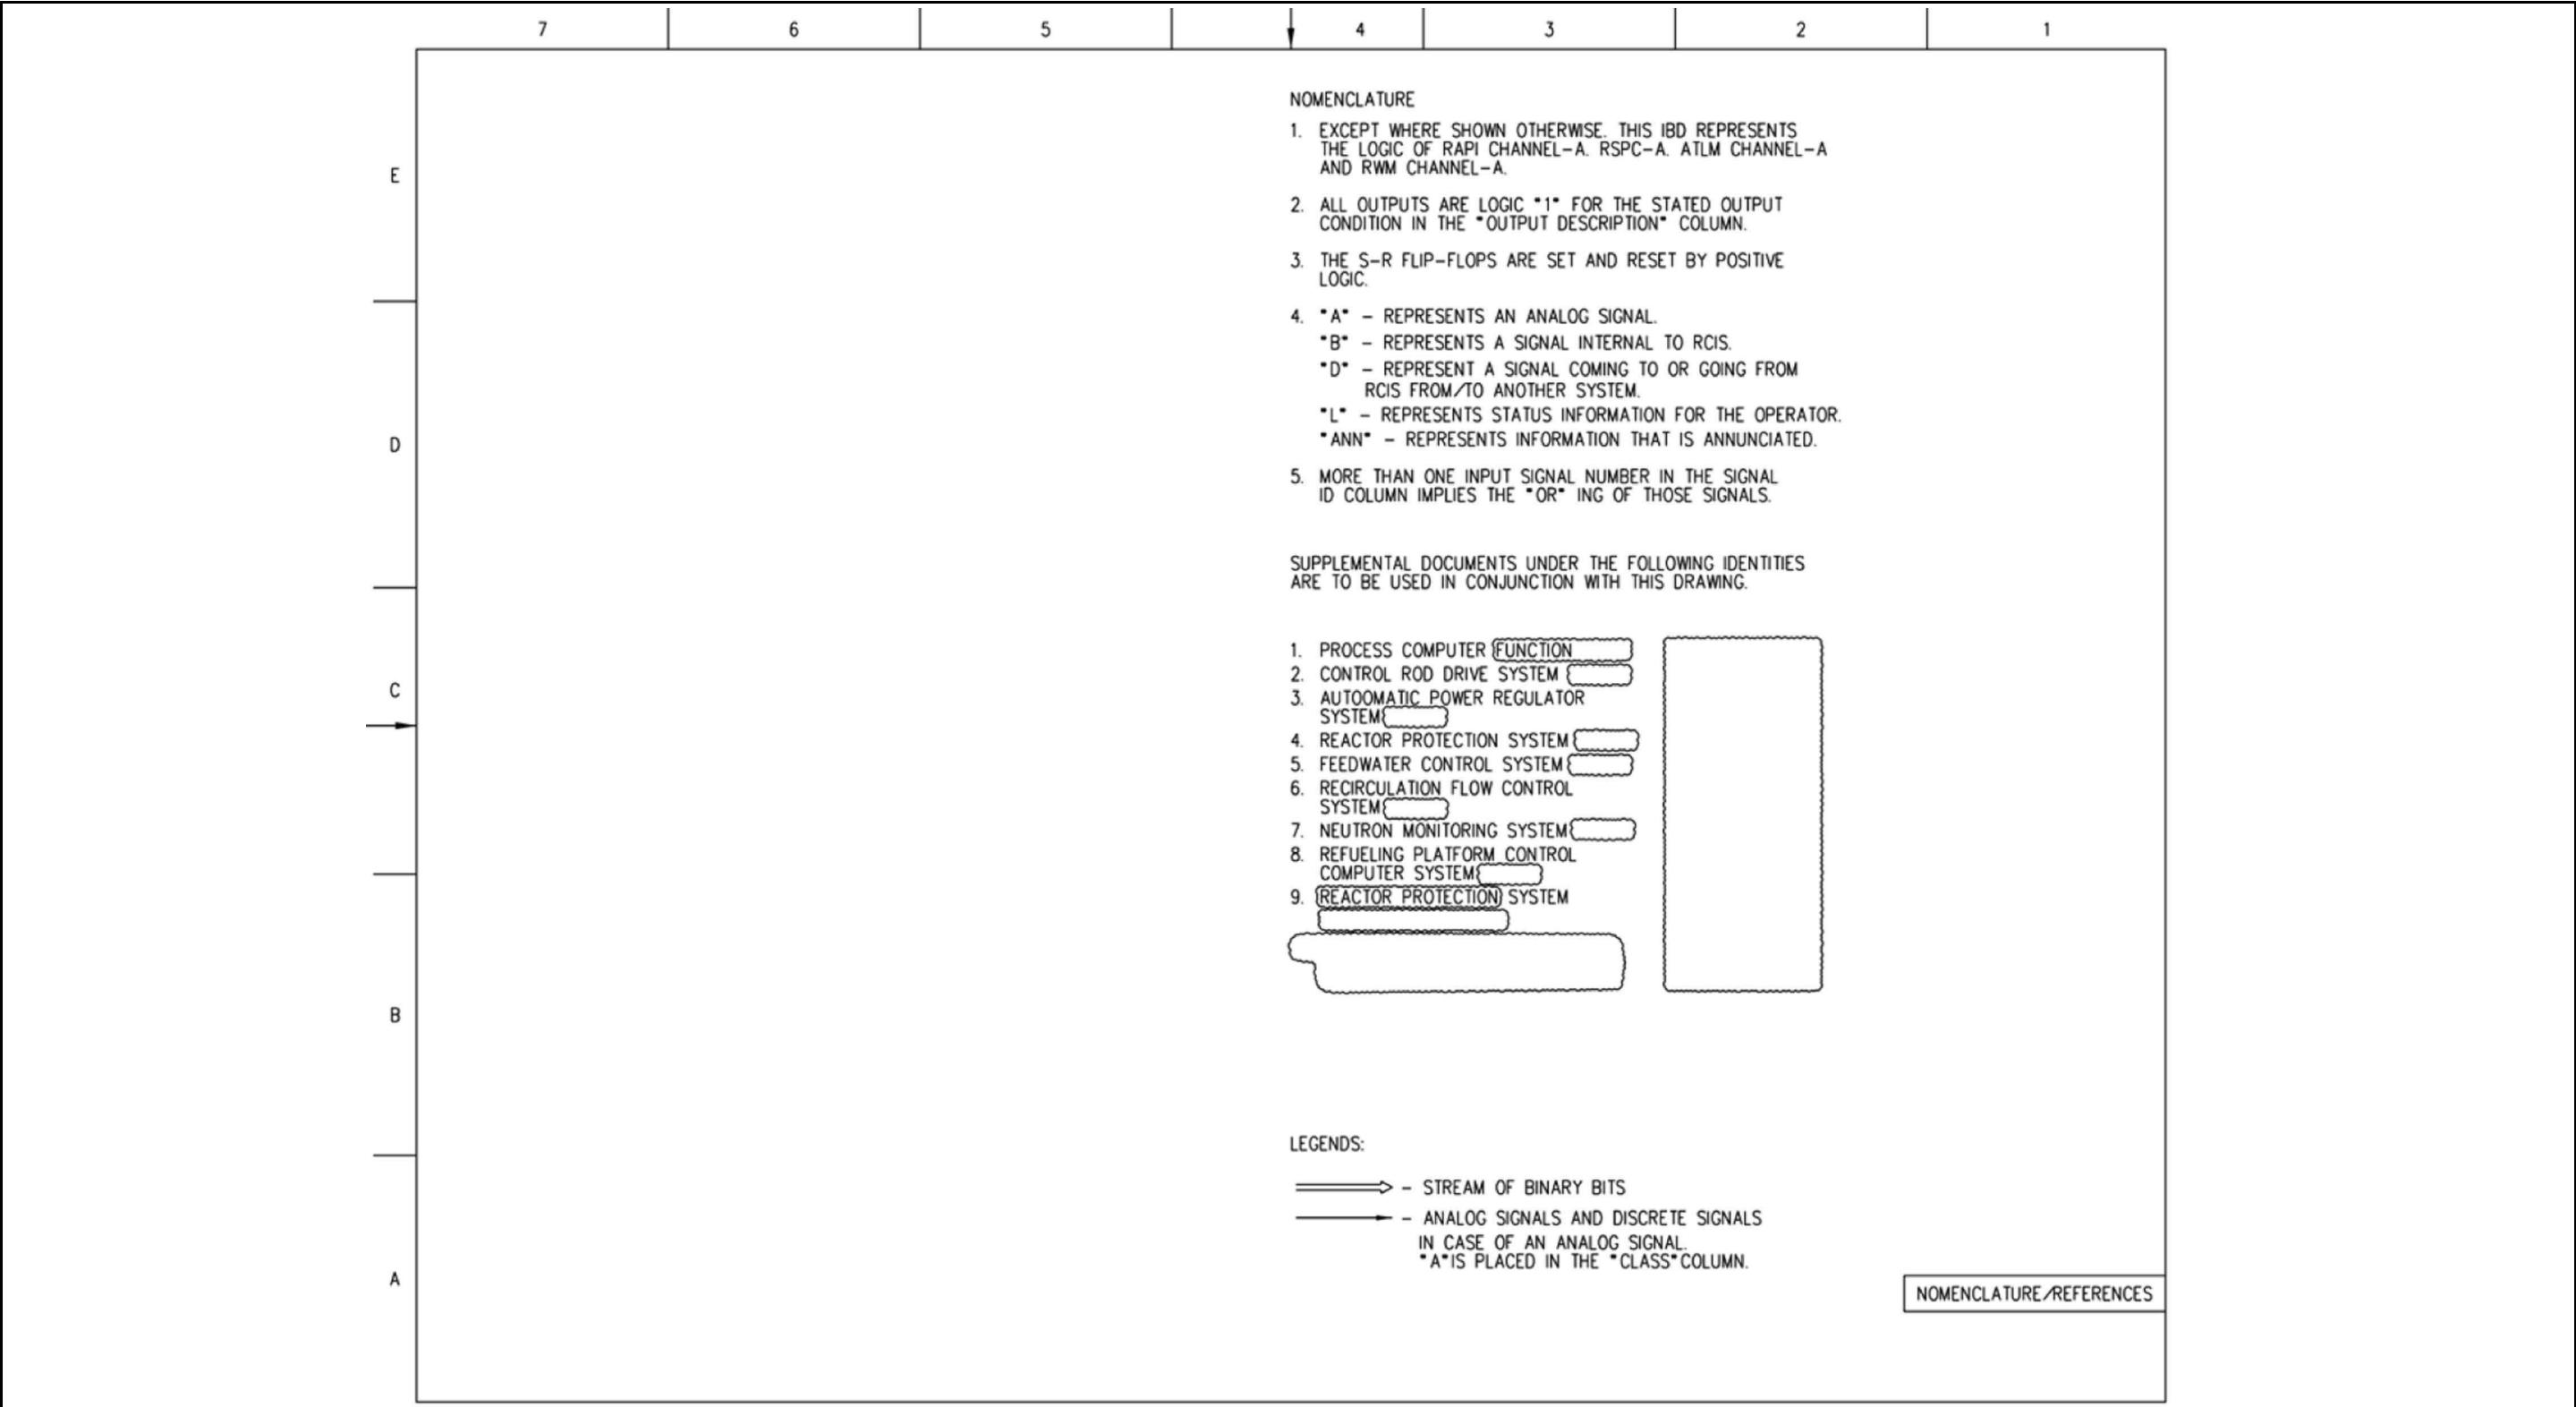 7 6 5 4 3 2 1
E
D
C
B
A
NOMENCLATURE
1. EXCEPT WHERE SHOWN OTHERWISE. THIS IBD REPRESENTS
THE LOGIC OF RAPI CHANNEL-A. RSPC-A. ATLM CHANNEL-A
AND RWM CHANNEL-A.
2. ALL OUTPUTS ARE LOGIC "1" FOR THE STATED OUTPUT
CONDITION IN THE "OUTPUT DESCRIPTION" COLUMN.
3. THE S-R FLIP-FLOPS ARE SET AND RESET BY POSITIVE
LOGIC.
4. "A" - REPRESENTS AN ANALOG SIGNAL.
"B" - REPRESENTS A SIGNAL INTERNAL TO RCIS.
"D" - REPRESENT A SIGNAL COMING TO OR GOING FROM
RCIS FROM/TO ANOTHER SYSTEM.
"L" - REPRESENTS STATUS INFORMATION FOR THE OPERATOR.
"ANN" - REPRESENTS INFORMATION THAT IS ANNUNCIATED.
5. MORE THAN ONE INPUT SIGNAL NUMBER IN THE SIGNAL
ID COLUMN IMPLIES THE "OR" ING OF THOSE SIGNALS.
SUPPLEMENTAL DOCUMENTS UNDER THE FOLLOWING IDENTITIES
ARE TO BE USED IN CONJUNCTION WITH THIS DRAWING.
1. PROCESS COMPUTER FUNCTION
2. CONTROL ROD DRIVE SYSTEM
3. AUTOOMATIC POWER REGULATOR
SYSTEM
4. REACTOR PROTECTION SYSTEM
5. FEEDWATER CONTROL SYSTEM
6. RECIRCULATION FLOW CONTROL
SYSTEM
7. NEUTRON MONITORING SYSTEM
8. REFUELING PLATFORM CONTROL
COMPUTER SYSTEM
9. REACTOR PROTECTION SYSTEM
LEGENDS:
- STREAM OF BINARY BITS
- ANALOG SIGNALS AND DISCRETE SIGNALS
IN CASE OF AN ANALOG SIGNAL.
"A"IS PLACED IN THE "CLASS"COLUMN.
NOMENCLATURE/REFERENCES